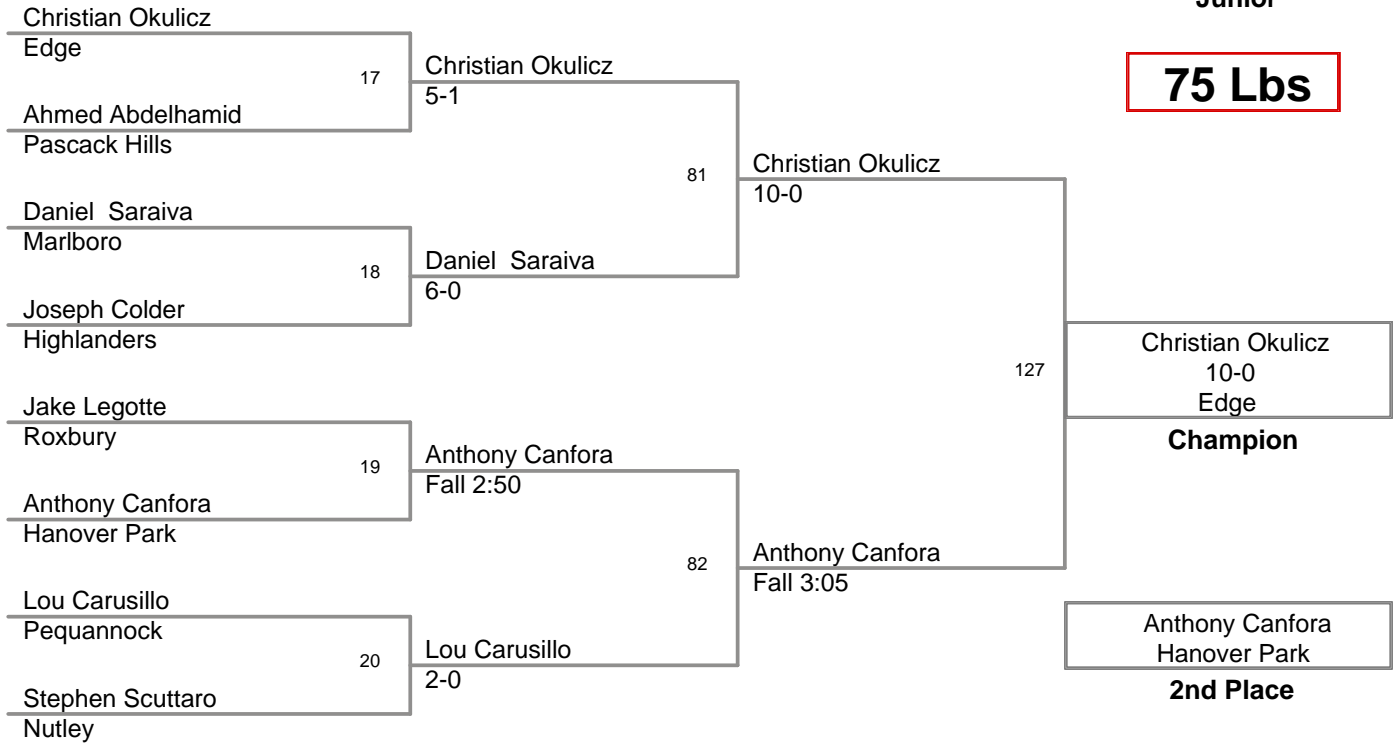 Junior
75 Lbs
Christian Okulicz
Edge
17
Ahmed Abdelhamid
Pascack Hills
Daniel  Saraiva
Marlboro
18
Joseph Colder
Highlanders
Jake Legotte
Roxbury
19
Anthony Canfora
Hanover Park
Lou Carusillo
Pequannock
20
Stephen Scuttaro
Nutley
Christian Okulicz
5-1
81
Daniel  Saraiva
6-0
Anthony Canfora
Fall 2:50
82
Lou Carusillo
2-0
Christian Okulicz
10-0
127
Anthony Canfora
Fall 3:05
Christian Okulicz
10-0
Edge
Champion
Anthony Canfora
Hanover Park
2nd Place